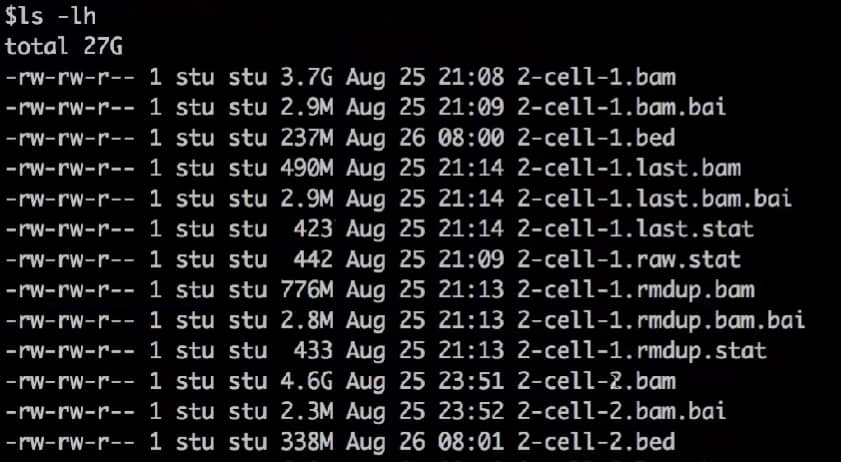 $ls -lh
total 27G
-rw-rw-r-- 1 stu stu 3.7G Aug 25 21:08 2-cell-1.bam
-rw-rw-r-- 1 stu stu 2.9M Aug 25 21:09 2-cell-1.bam.bai
-rw-rw-r-- 1 stu stu 237M Aug 26 08:00 2-cell-1.bed
-rw-rw-r-- 1 stu stu 490M Aug 25 21:14 2-cell-1.last.bam
-rw-rw-r-- 1 stu stu 2.9M Aug 25 21:14 2-cell-1.last.bam.bai
-rw-rw-r-- 1 stu stu  423 Aug 25 21:14 2-cell-1.last.stat
-rw-rw-r-- 1 stu stu  442 Aug 25 21:09 2-cell-1.raw.stat
-rw-rw-r-- 1 stu stu 776M Aug 25 21:13 2-cell-1.rmdup.bam
-rw-rw-r-- 1 stu stu 2.8M Aug 25 21:13 2-cell-1.rmdup.bam.bai
-rw-rw-r-- 1 stu stu  433 Aug 25 21:13 2-cell-1.rmdup.stat
-rw-rw-r-- 1 stu stu 4.6G Aug 25 23:51 2-cell-2.bam
-rw-rw-r-- 1 stu stu 2.3M Aug 25 23:52 2-cell-2.bam.bai
-rw-rw-r-- 1 stu stu 338M Aug 26 08:01 2-cell-2.bed